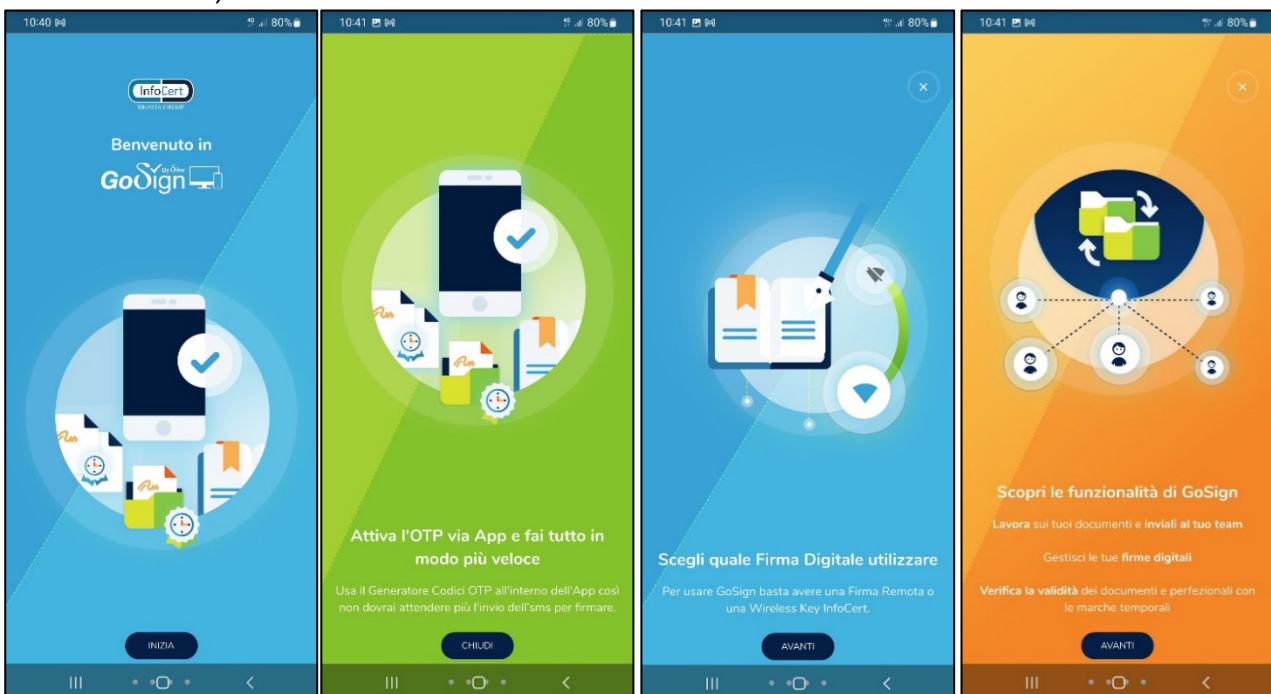 10:40
80%
InfoCert
TINEXTA GROUP
Benvenuto in
GoSign
INIZIA
10:41
80%
Attiva l'OTP via App e fai tutto in
modo più veloce
Usa il Generatore Codici OTP all'interno dell'App così
non dovrai attendere più l'invio dell'sms per firmare.
CHIUDI
10:41
80%
Scegli quale Firma Digitale utilizzare
Per usare GoSign basta avere una Firma Remota o
una Wireless Key InfoCert.
AVANTI
10:41
80%
Scopri le funzionalità di GoSign
Lavora sui tuoi documenti e inviali al tuo team
Gestisci le tue firme digitali
Verifica la validità dei documenti e perfezionali con
le marche temporali
AVANTI